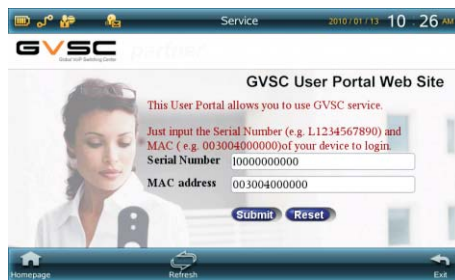 Service
2010 / 01 / 13 10 : 26 AM
GVSC
Global VoIP Switching Center
partner
GVSC User Portal Web Site
This User Portal allows you to use GVSC service.
Just input the Serial Number (e.g. L1234567890) and
MAC ( e.g. 003004000000)of your device to login.
Serial Number l0000000000
MAC address 003004000000
Submit Reset
Homepage Refresh Exit